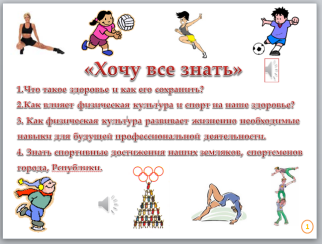 «Хочу все знать»
1.Что такое здоровье и как его сохранить?
2.Как влияет физическая культура и спорт на наше здоровье?
3. Как физическая культура развивает жизненно необходимые
навыки для будущей профессиональной деятельности.
4. Знать спортивные достижения наших земляков, спортсменов
города, Републики.
1